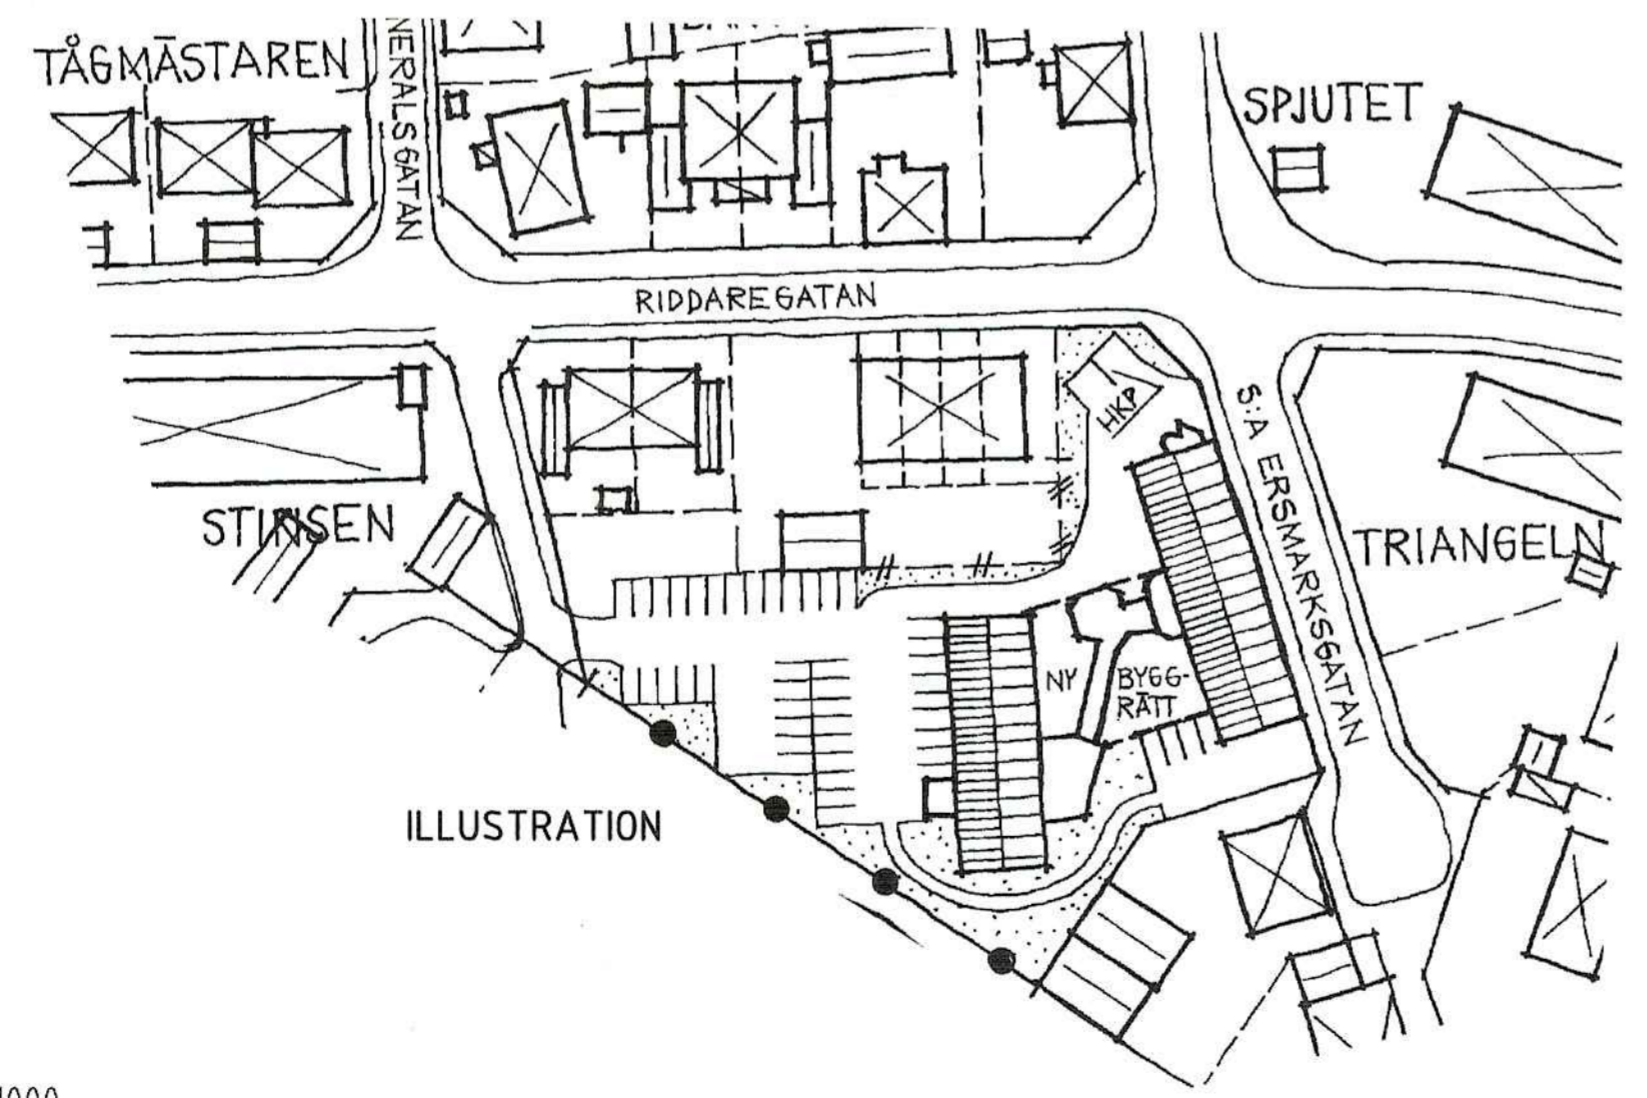 TÅGMÄSTAREN
NERALSGATAN
SPJUTET
RIDDAREGATAN
HKP
S:A ERSMARKSGATAN
STINSEN
TRIANGELN
NY
BYGG-
RÄTT
ILLUSTRATION